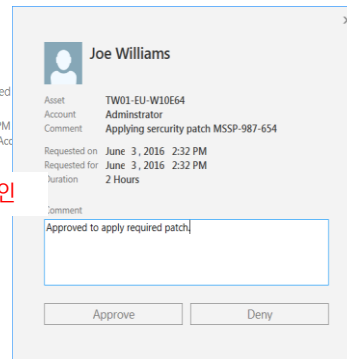 x
Joe Williams
Asset TW01-EU-W10E64
Account Adminstrator
Comment Applying sercurity patch MSSP-987-654
Requested on June 3, 2016 2:32 PM
Requested for June 3, 2016 2:32 PM
Duration 2 Hours
인
Comment
Approved to apply required patch.
Approve Deny